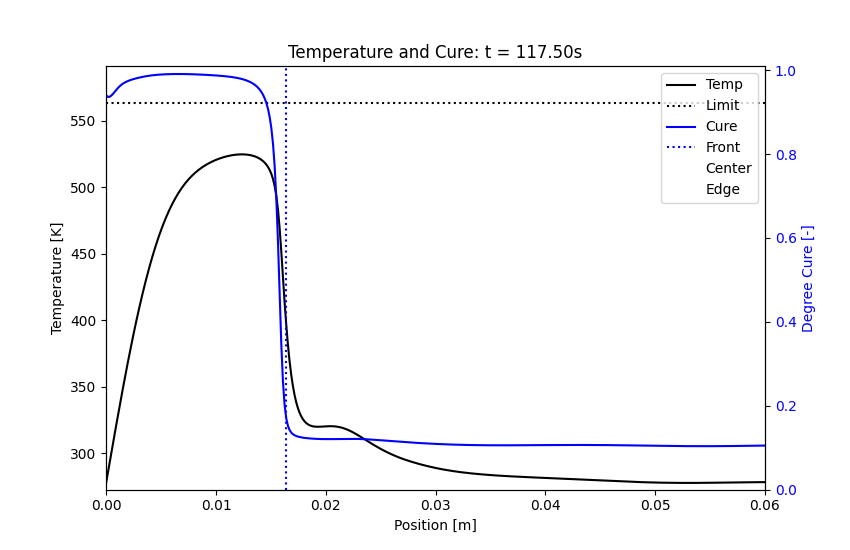 Temperature and Cure: t = 117.50s
Temperature [K]
550
500
450
400
350
300
0.00
0.01
0.02
0.03
0.04
0.05
0.06
Position [m]
1.0
0.8
0.6
0.4
0.2
0.0
Degree Cure [-]
Temp
Limit
Cure
Front
Center
Edge